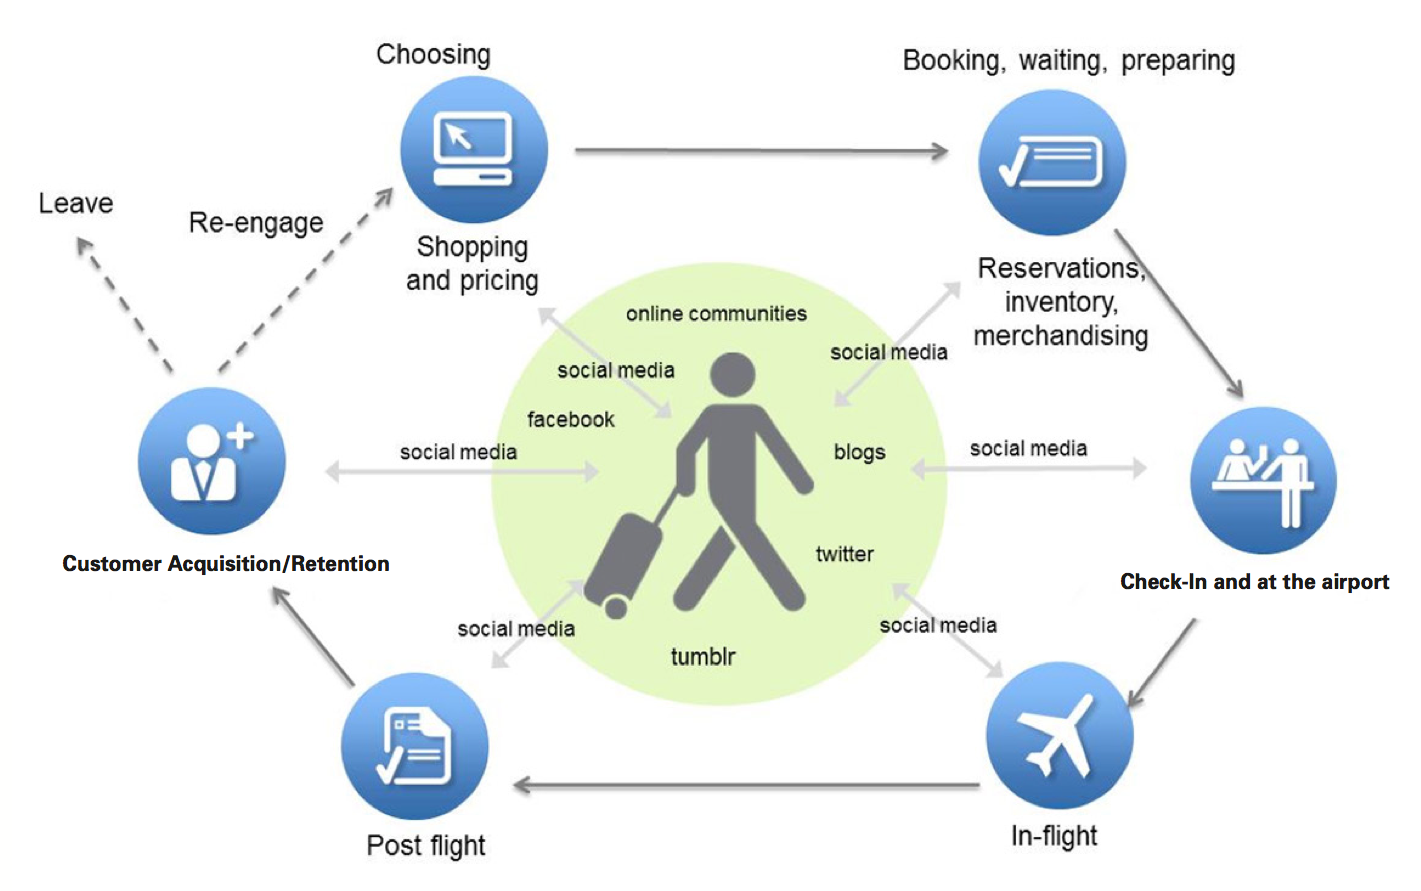 Choosing
Booking, waiting, preparing
Leave
Re-engage
Shopping
and pricing
Reservations,
inventory,
merchandising
online communities
social media
social media
facebook
social media
blogs
social media
twitter
Customer Acquisition/Retention
Check-In and at the airport
social media
social media
tumblr
Post flight
In-flight